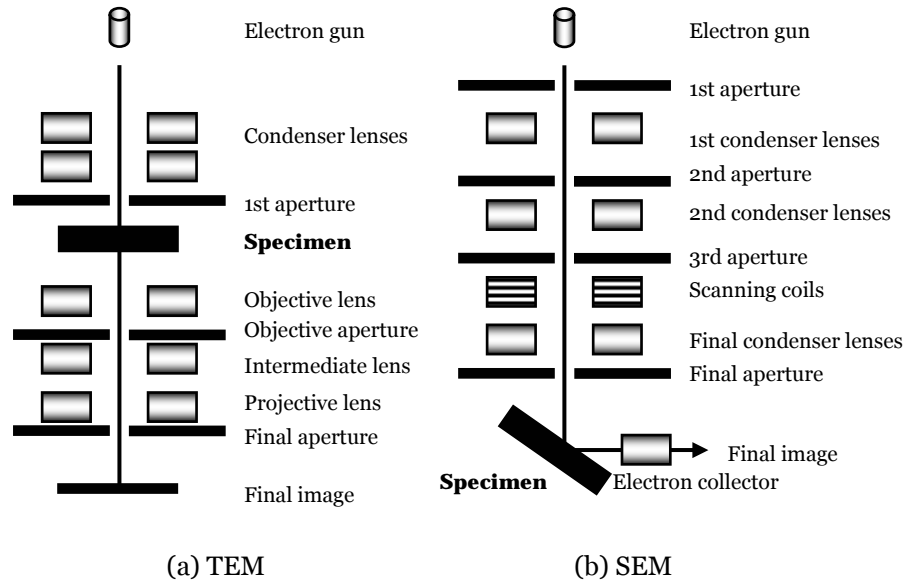 Electron gun
Condenser lenses
1st aperture
Specimen
Objective lens
Objective aperture
Intermediate lens
Projective lens
Final aperture
Final image
(a) TEM
Electron gun
1st aperture
1st condenser lenses
2nd aperture
2nd condenser lenses
3rd aperture
Scanning coils
Final condenser lenses
Final aperture
Final image
Specimen
Electron collector
(b) SEM